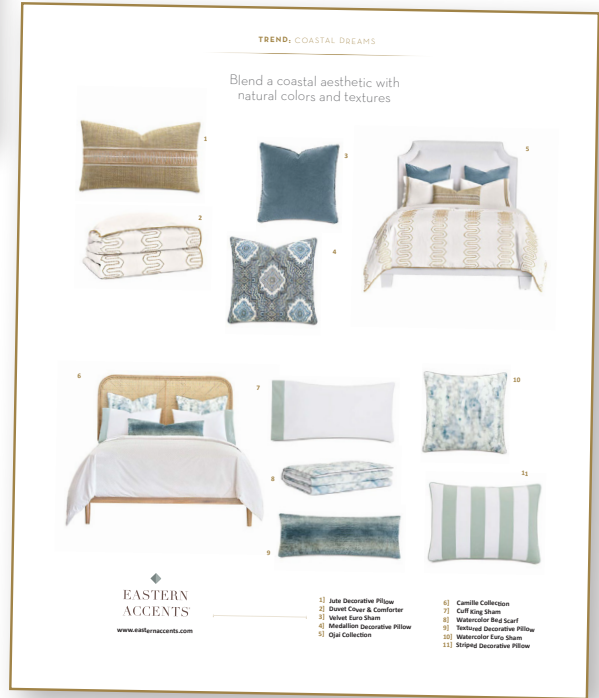 TREND: COASTAL DREAMS
Blend a coastal aesthetic with
natural colors and textures
1
2
3
4
5
6
7
8
9
10
11
EASTERN
ACCENTS
www.easternaccents.com
1] Jute Decorative Pillow
2] Duvet Cover & Comforter
3] Velvet Euro Sham
4] Medallion Decorative Pillow
5] Ojai Collection
6] Camille Collection
7] Cuff King Sham
8] Watercolor Bed Scarf
9] Textured Decorative Pillow
10] Watercolor Euro Sham
11] Striped Decorative Pillow